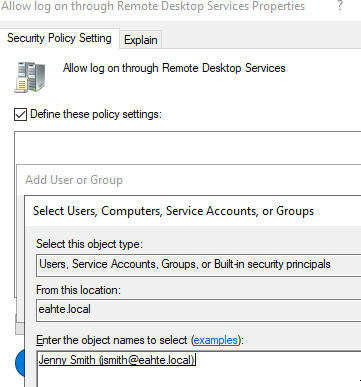 Allow log on through Remote Desktop Services Properties ?
Security Policy Setting Explain
Allow log on through Remote Desktop Services
Define these policy settings:
Add User or Group
Select Users, Computers, Service Accounts, or Groups
Select this object type:
Users, Service Accounts, Groups, or Built-in security principals
From this location:
eahte.local
Enter the object names to select (examples):
Jenny Smith (jsmith@eahte.local)